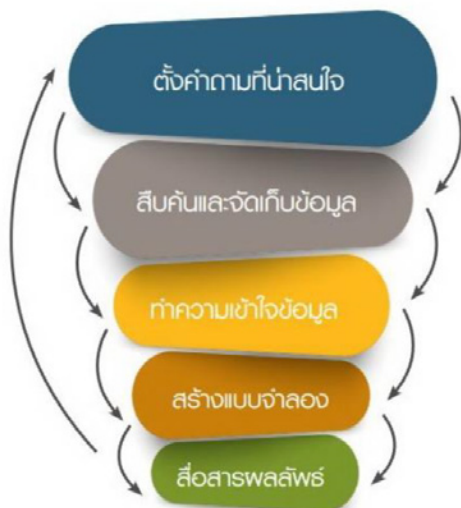 ตั้งคำถามที่น่าสนใจ
สืบค้นและจัดเก็บข้อมูล
ทำความเข้าใจข้อมูล
สร้างแบบจำลอง
สื่อสารผลลัพธ์